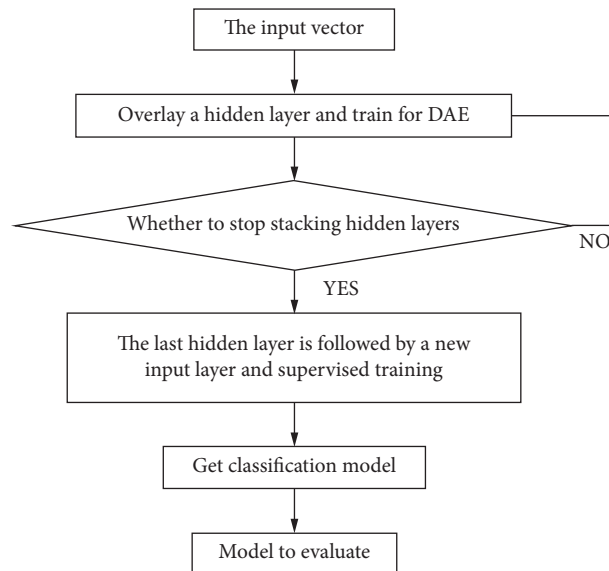 The input vector
Overlay a hidden layer and train for DAE
Whether to stop stacking hidden layers
NO
YES
The last hidden layer is followed by a new
input layer and supervised training
Get classification model
Model to evaluate